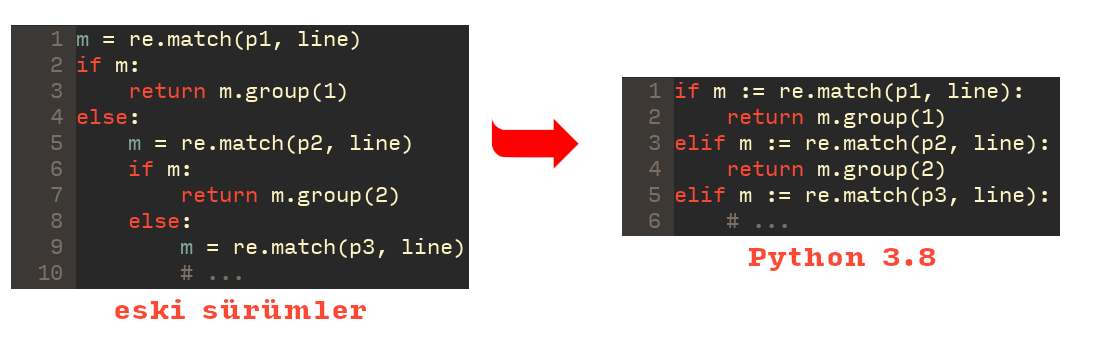 1 m = re.match(p1, line)
2 if m:
3     return m.group(1)
4 else:
5     m = re.match(p2, line)
6     if m:
7         return m.group(2)
8     else:
9         m = re.match(p3, line)
10         # ...
eski sürümler
1 if m := re.match(p1, line):
2     return m.group(1)
3 elif m := re.match(p2, line):
4     return m.group(2)
5 elif m := re.match(p3, line):
6     # ...
Python 3.8